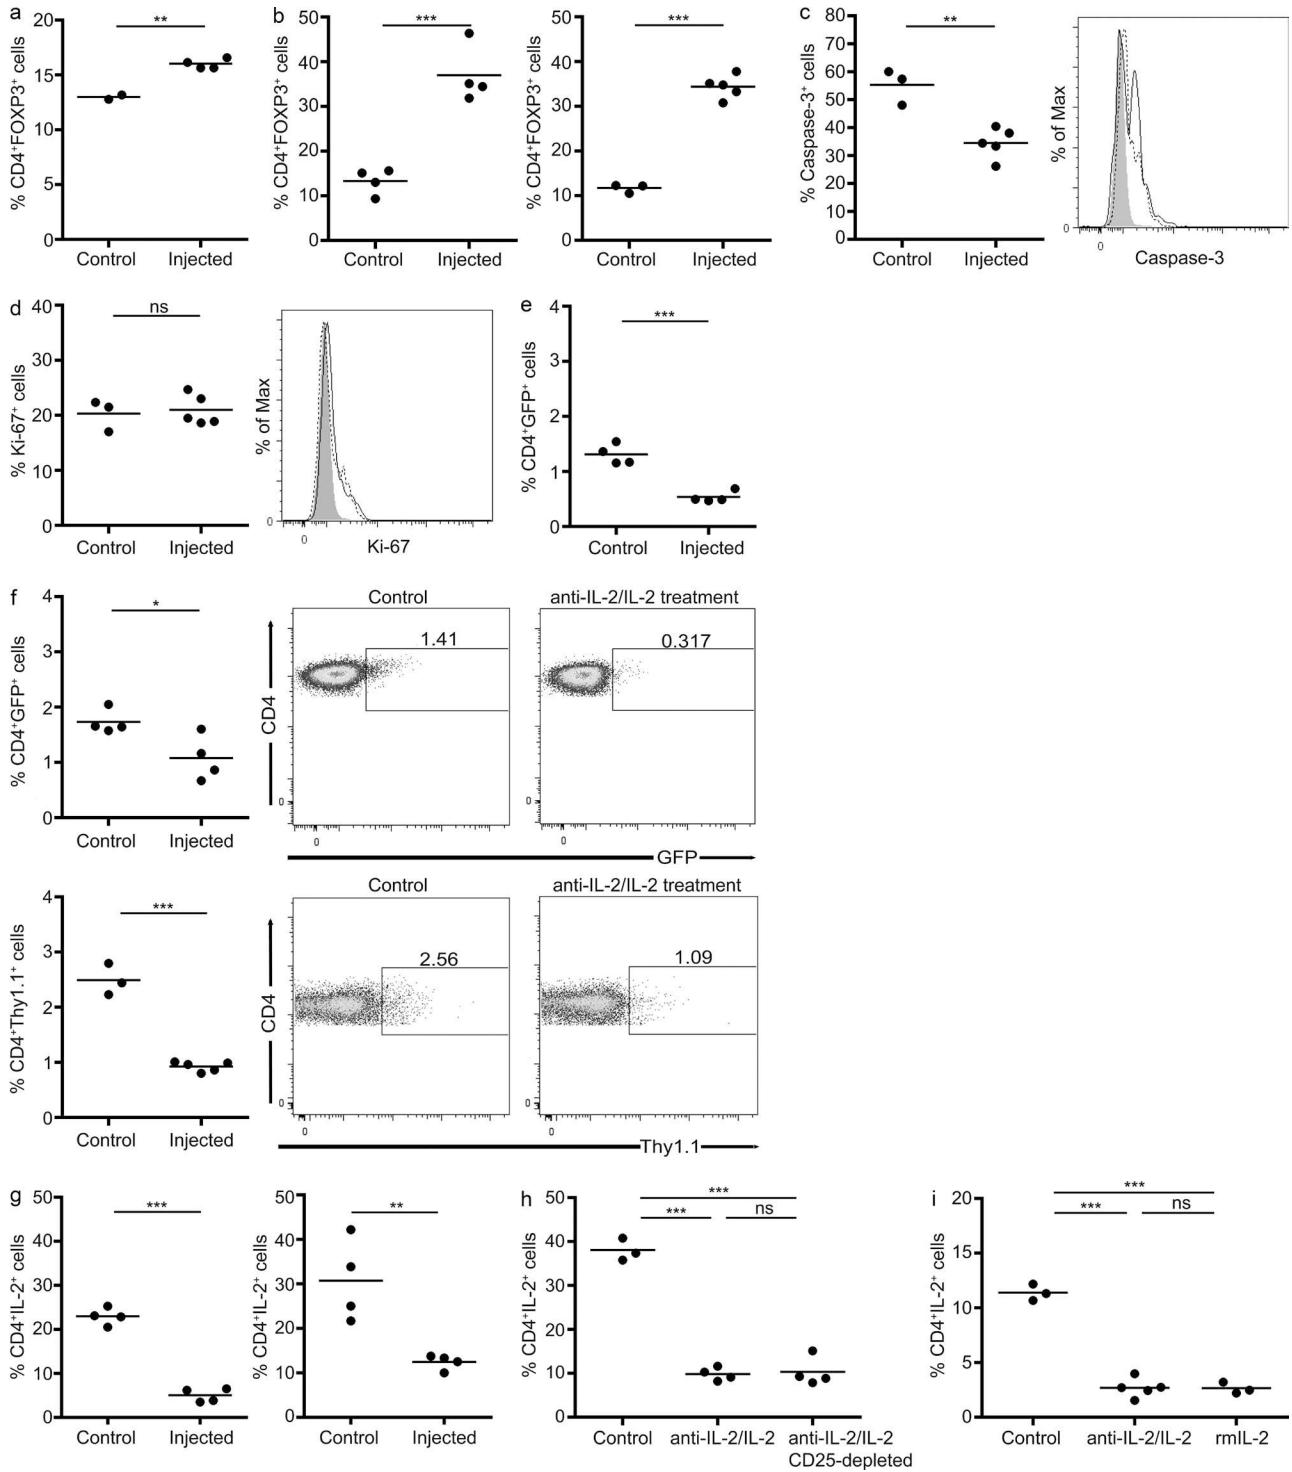 a
% CD4+FOXP3+ cells
20
15
10
5
0
**
Control Injected
b
% CD4+FOXP3+ cells
50
40
30
20
10
0
***
Control Injected
% CD4+FOXP3+ cells
50
40
30
20
10
0
***
Control Injected
c
% Caspase-3+ cells
80
70
60
50
40
30
20
10
0
**
Control Injected
% of Max
0
0
Caspase-3
d
% Ki-67+ cells
40
30
20
10
0
ns
Control Injected
% of Max
0
0
Ki-67
e
% CD4+GFP+ cells
4
3
2
1
0
***
Control Injected
f
% CD4+GFP+ cells
4
3
2
1
0
*
Control Injected
Control
1.41
anti-IL-2/IL-2 treatment
0.317
CD4
0
0
0
0
GFP
% CD4+Thy1.1+ cells
4
3
2
1
0
***
Control Injected
Control
2.56
anti-IL-2/IL-2 treatment
1.09
CD4
0
0
0
0
Thy1.1
g
% CD4+IL-2+ cells
50
40
30
20
10
0
***
Control Injected
% CD4+IL-2+ cells
50
40
30
20
10
0
**
Control Injected
h
% CD4+IL-2+ cells
50
40
30
20
10
0
***
*** ns
Control anti-IL-2/IL-2 anti-IL-2/IL-2
CD25-depleted
i
% CD4+IL-2+ cells
20
15
10
5
0
***
*** ns
Control anti-IL-2/IL-2 rmIL-2